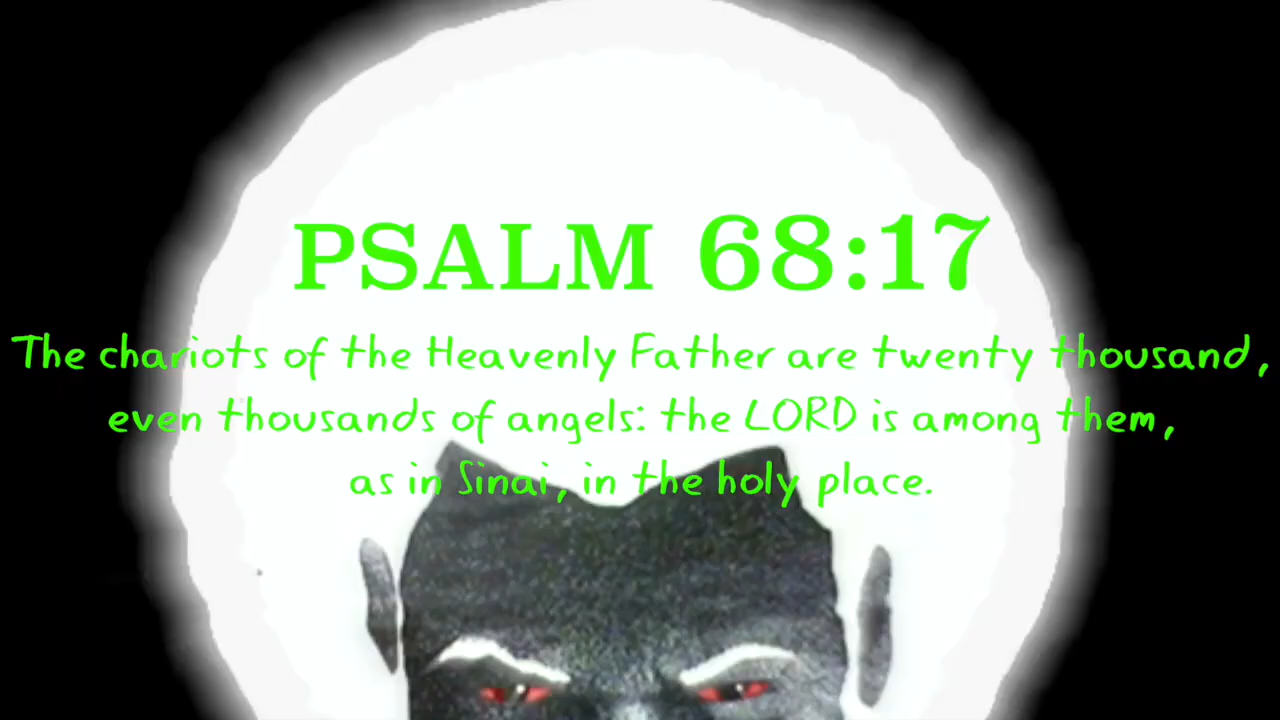 PSALM 68:17
The chariots of the Heavenly Father are twenty thousand,
even thousands of angels: the LORD is among them,
as in Sinai, in the holy place.